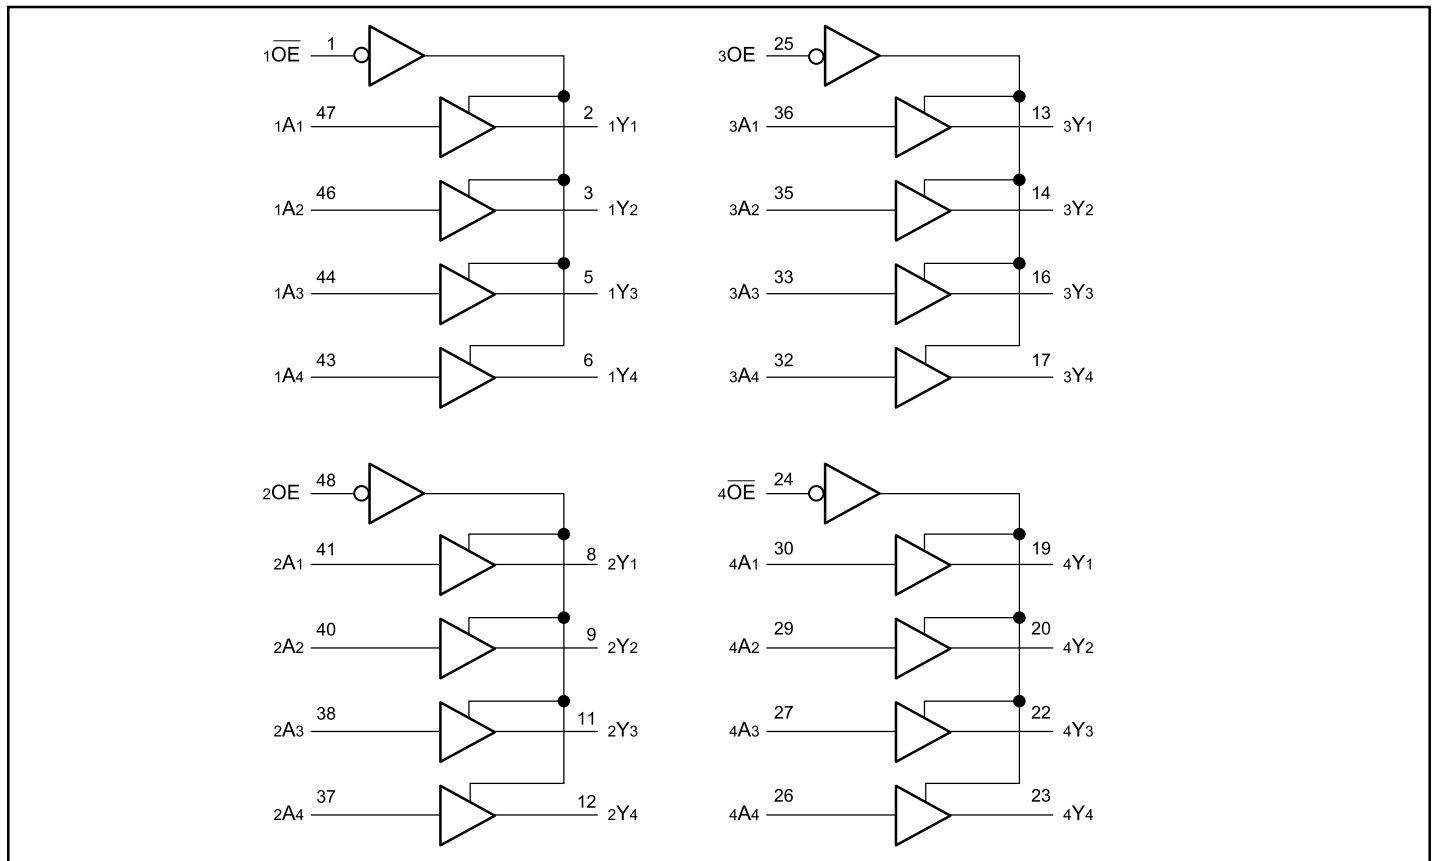 1O̅E̅ 1
1A1 47 2 1Y1
1A2 46 3 1Y2
1A3 44 5 1Y3
1A4 43 6 1Y4
3OE 25
3A1 36 13 3Y1
3A2 35 14 3Y2
3A3 33 16 3Y3
3A4 32 17 3Y4
2OE 48
2A1 41 8 2Y1
2A2 40 9 2Y2
2A3 38 11 2Y3
2A4 37 12 2Y4
4O̅E̅ 24
4A1 30 19 4Y1
4A2 29 20 4Y2
4A3 27 22 4Y3
4A4 26 23 4Y4